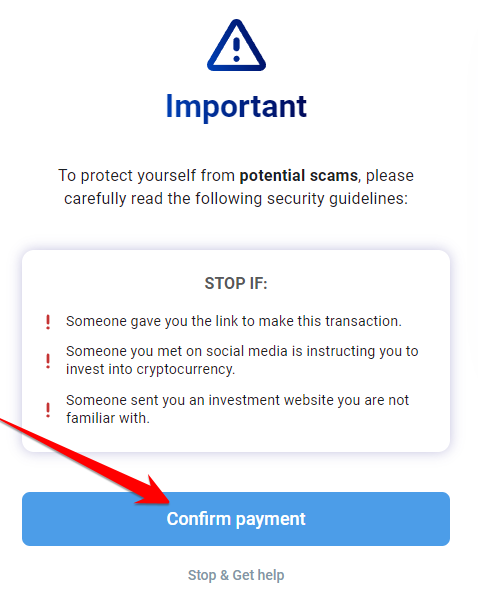 Important
To protect yourself from potential scams, please
carefully read the following security guidelines:
STOP IF:
Someone gave you the link to make this transaction.
Someone you met on social media is instructing you to
invest into cryptocurrency.
Someone sent you an investment website you are not
familiar with.
Confirm payment
Stop & Get help